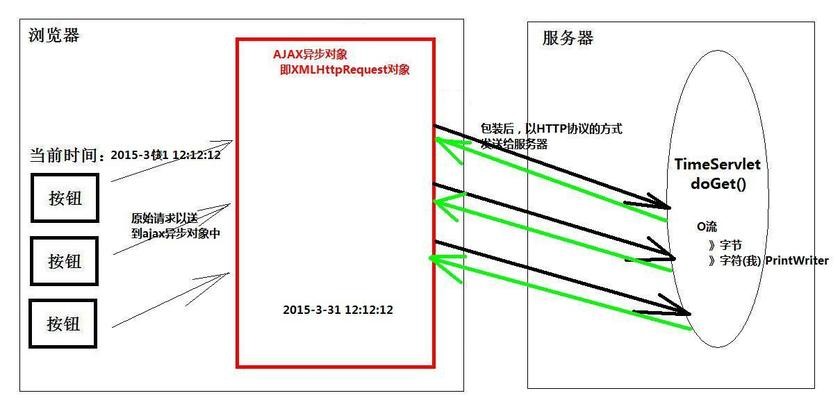 浏览器
服务器
AJAX异步对象
即XMLHttpRequest对象
包装后，以HTTP协议的方式
发送给服务器
当前时间：2015-3 1 12:12:12
TimeServlet
doGet()
按钮
原始请求以送
到ajax异步对象中
O流
》字节
》字符(我) PrintWriter
按钮
按钮
2015-3-31 12:12:12